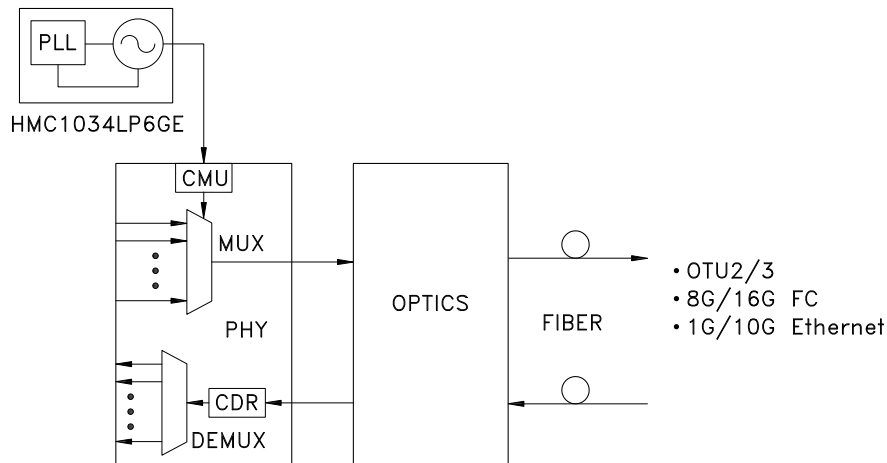 PLL
HMC1034LP6GE
CMU
MUX
PHY
OPTICS
FIBER
• OTU2/3
• 8G/16G FC
• 1G/10G Ethernet
CDR
DEMUX